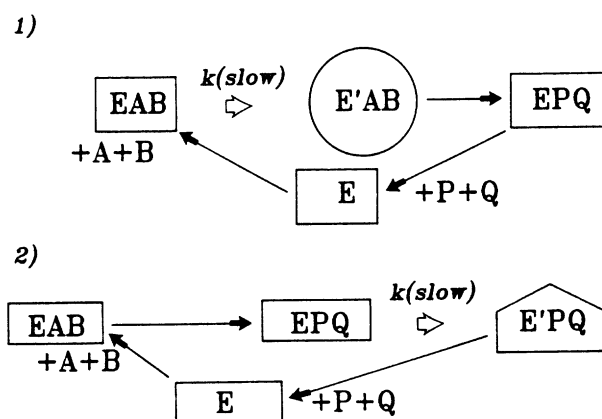 1)
k(slow)
EAB
E'AB
EPQ
+A+B
E
+P+Q
2)
k(slow)
EAB
EPQ
E'PQ
+A+B
E
+P+Q